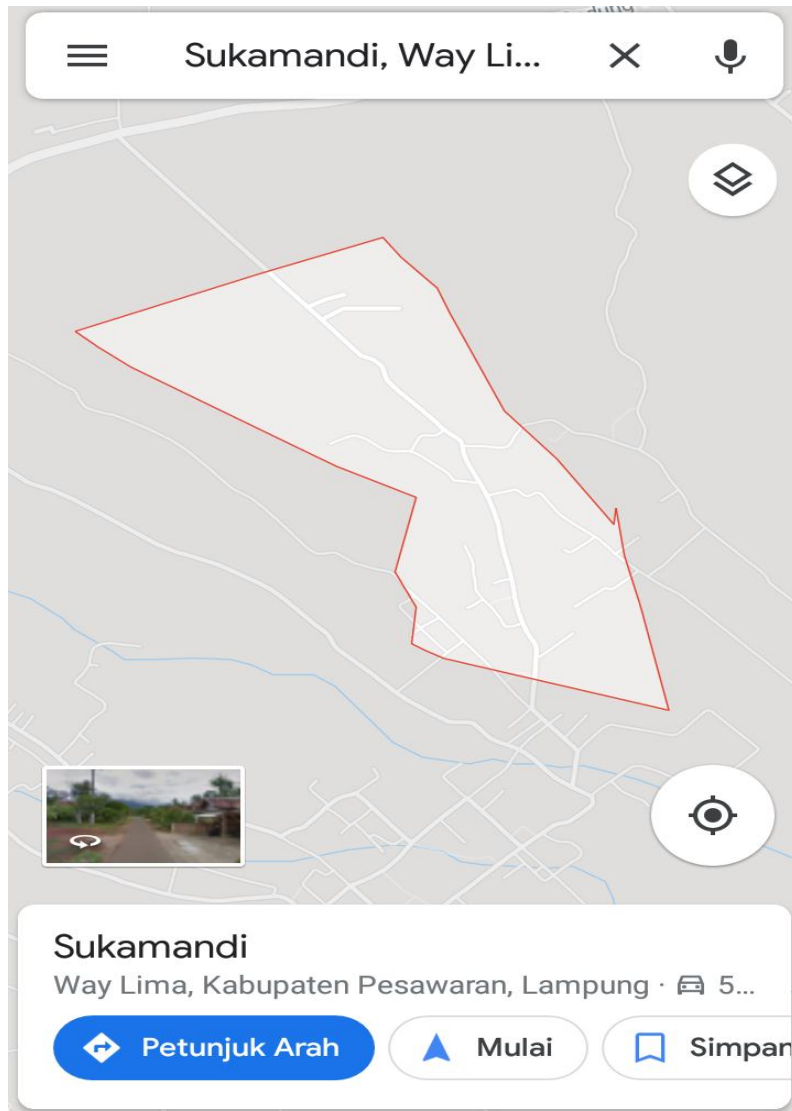 Sukamandi, Way Li...
Sukamandi
Way Lima, Kabupaten Pesawaran, Lampung · 5...
Petunjuk Arah
Mulai
Simpan